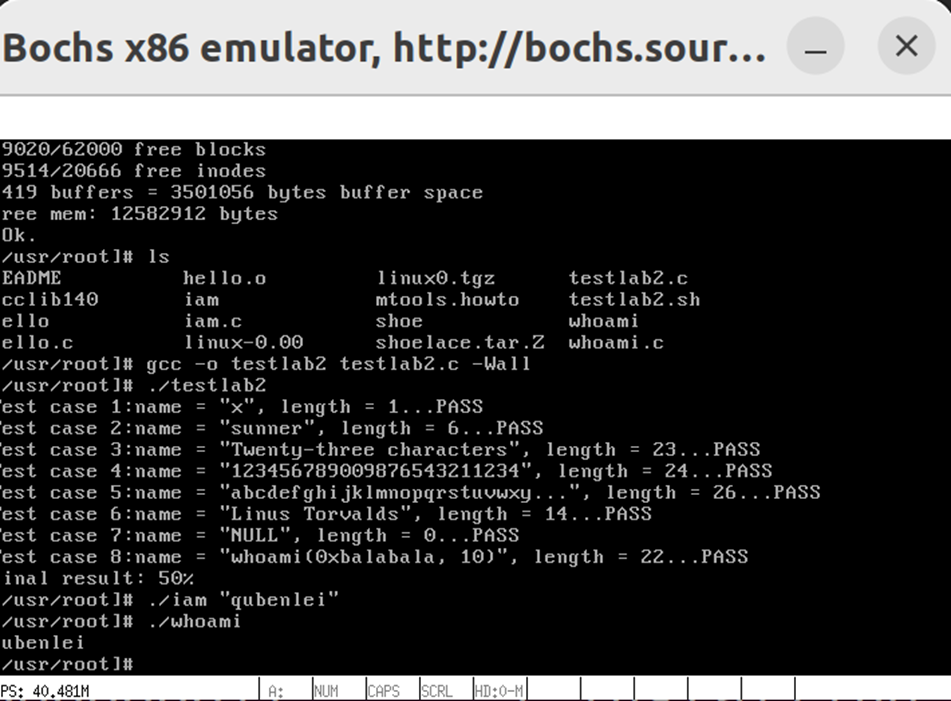 Bochs x86 emulator, http://bochs.sour...
9020/62000 free blocks
9514/20666 free inodes
419 buffers = 3501056 bytes buffer space
ree mem: 12582912 bytes
Ok.
/usr/root]# ls
EADME hello.o linux0.tgz testlab2.c
cclib140 iam mtools.howto testlab2.sh
ello iam.c shoe whoami
ello.c linux-0.00 shoelace.tar.Z whoami.c
/usr/root]# gcc -o testlab2 testlab2.c -Wall
/usr/root]# ./testlab2
est case 1:name = "x", length = 1...PASS
est case 2:name = "sunner", length = 6...PASS
est case 3:name = "Twenty-three characters", length = 23...PASS
est case 4:name = "123456789009876543211234", length = 24...PASS
est case 5:name = "abcdefghijklmnopqrstuvwxy...", length = 26...PASS
est case 6:name = "Linus Torvalds", length = 14...PASS
est case 7:name = "NULL", length = 0...PASS
est case 8:name = "whoami(0xbalabala, 10)", length = 22...PASS
inal result: 50%
/usr/root]# ./iam "qubenlei"
/usr/root]# ./whoami
ubenlei
/usr/root]#
PS: 40.481M A: NUM CAPS SCRL HD:0-M